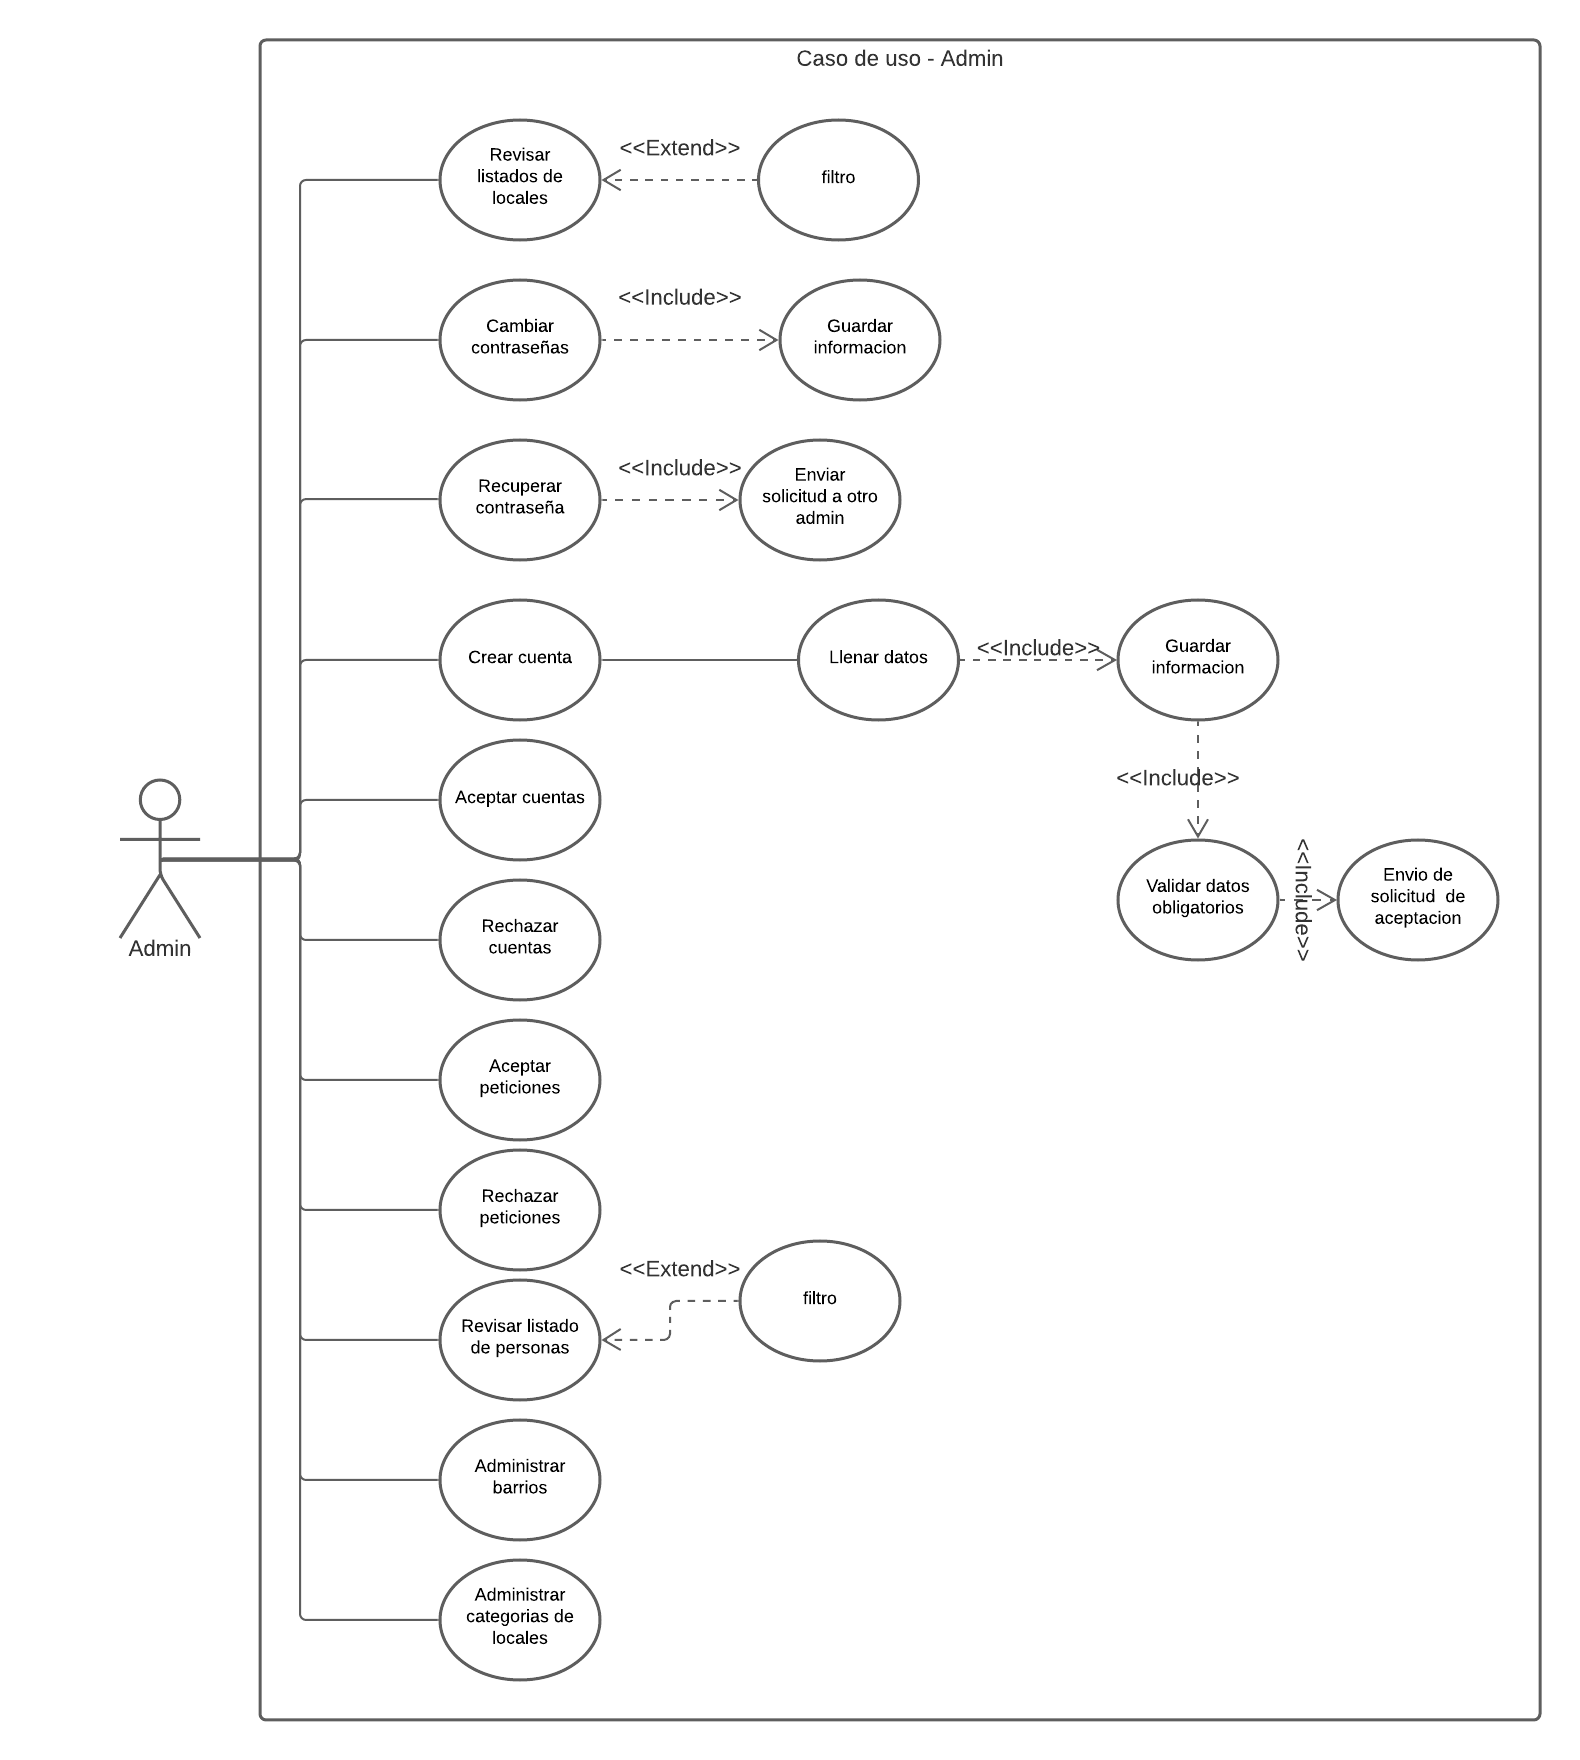 Caso de uso - Admin
Revisar
listados de
locales
<<Extend>>
filtro
Cambiar
contraseñas
<<Include>>
Guardar
informacion
Recuperar
contraseña
<<Include>>
Enviar
solicitud a otro
admin
Crear cuenta
Llenar datos
<<Include>>
Guardar
informacion
<<Include>>
Validar datos
obligatorios
<<Include>>
Envio de
solicitud  de
aceptacion
Aceptar cuentas
Admin
Rechazar
cuentas
Aceptar
peticiones
Rechazar
peticiones
Revisar listado
de personas
<<Extend>>
filtro
Administrar
barrios
Administrar
categorias de
locales